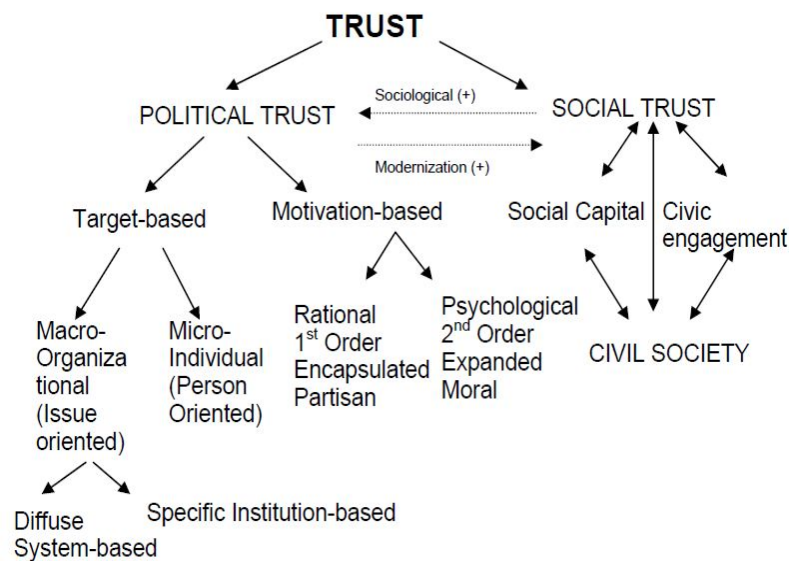 TRUST
Sociological (+)
POLITICAL TRUST
SOCIAL TRUST
Modernization (+)
Target-based
Motivation-based
Social Capital
Civic
engagement
Macro-
Organiza
tional
(Issue
oriented)
Micro-
Individual
(Person
Oriented)
Rational
1st Order
Encapsulated
Partisan
Psychological
2nd Order
Expanded
Moral
CIVIL SOCIETY
Diffuse
System-based
Specific Institution-based